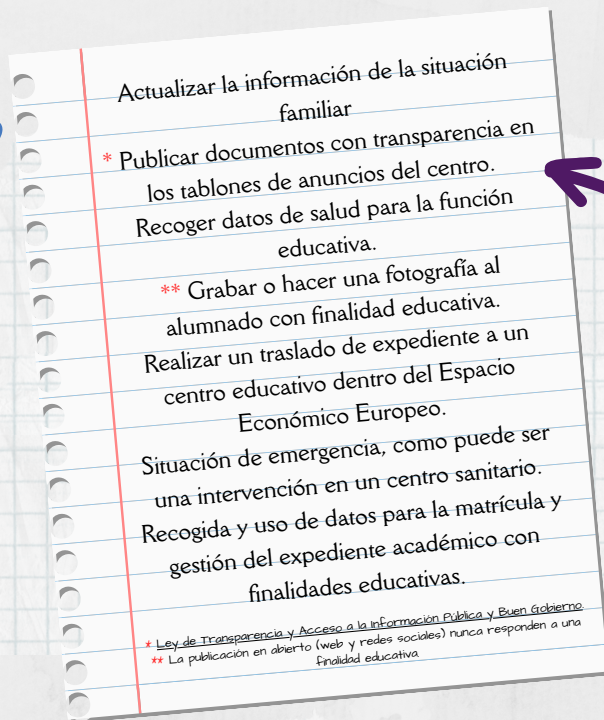 Actualizar la información de la situación
familiar
* Publicar documentos con transparencia en
los tablones de anuncios del centro.
Recoger datos de salud para la función
educativa.
** Grabar o hacer una fotografía al
alumnado con finalidad educativa.
Realizar un traslado de expediente a un
centro educativo dentro del Espacio
Económico Europeo.
Situación de emergencia, como puede ser
una intervención en un centro sanitario.
Recogida y uso de datos para la matrícula y
gestión del expediente académico con
finalidades educativas.
* Ley de Transparencia y Acceso a la Información Pública y Buen Gobierno
** La publicación en abierto (web y redes sociales) nunca responden a una
finalidad educativa